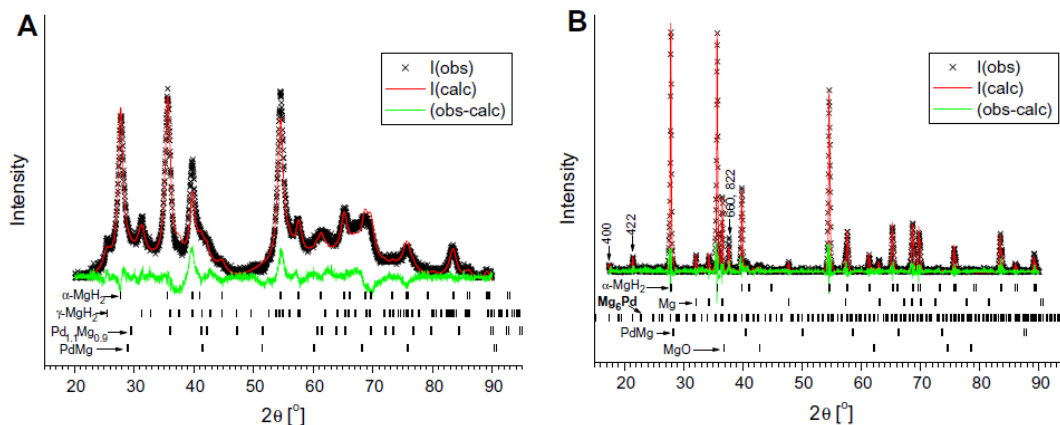 A
I(obs)
I(calc)
(obs-calc)
Intensity
α-MgH2
γ-MgH2
Pd1.1Mg0.9
PdMg
20 30 40 50 60 70 80 90
2θ [°]
B
I(obs)
I(calc)
(obs-calc)
Intensity
400
422
660, 822
α-MgH2
Mg
Mg6Pd
PdMg
MgO
20 30 40 50 60 70 80 90
2θ [°]